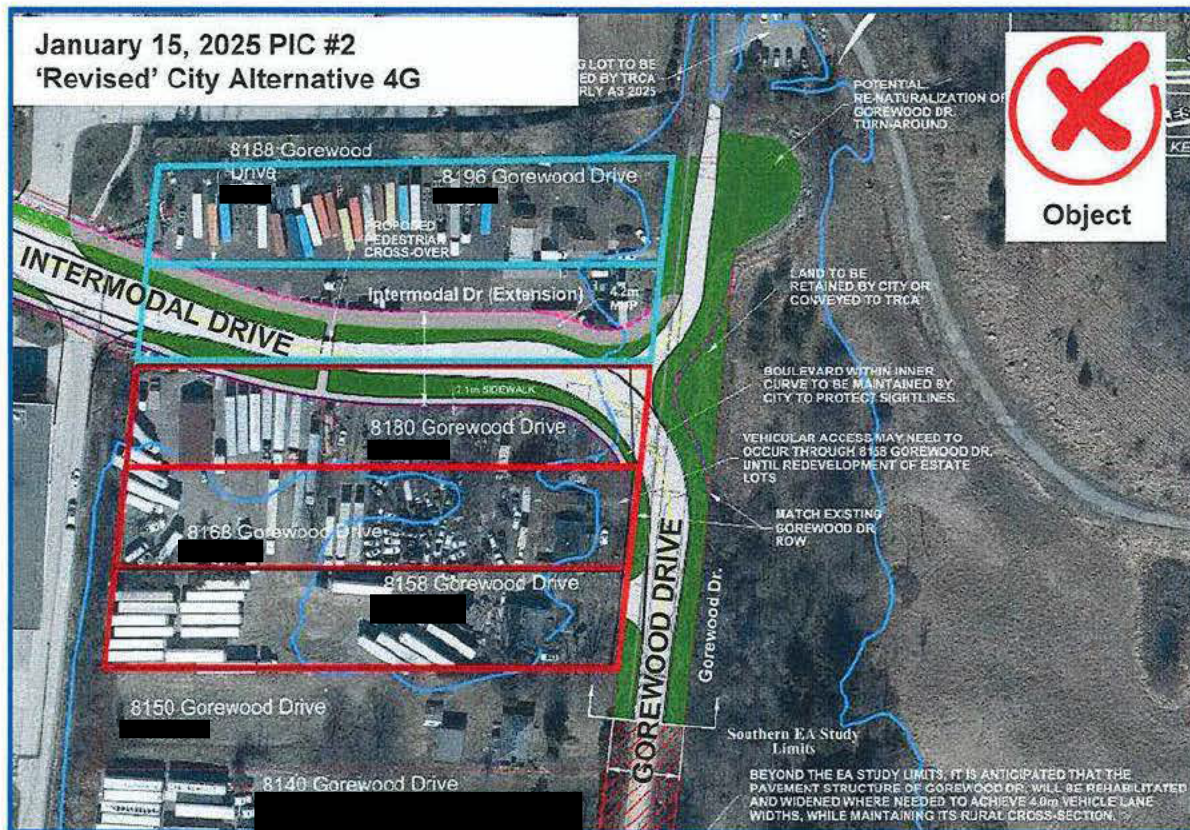 January 15, 2025 PIC #2
'Revised' City Alternative 4G
G LOT TO BE
ED BY TRCA
RLY AS 2025
POTENTIAL
RE-NATURALIZATION OF
GOREWOOD DR.
TURN-AROUND
ES
KE
Object
8188 Gorewood
Drive
8196 Gorewood Drive
PROPOSED
PEDESTRIAN
CROSS-OVER
INTERMODAL DRIVE
Intermodal Dr (Extension)
4.2m
MUP
LAND TO BE
RETAINED BY CITY OR
CONVEYED TO TRCA
2.1m SIDEWALK
BOULEVARD WITHIN INNER
CURVE TO BE MAINTAINED BY
CITY TO PROTECT SIGHTLINES.
8180 Gorewood Drive
VEHICULAR ACCESS MAY NEED TO
OCCUR THROUGH 8158 GOREWOOD DR.
UNTIL REDEVELOPMENT OF ESTATE
LOTS
MATCH EXISTING
GOREWOOD DR
ROW
8168 Gorewood Drive
8158 Gorewood Drive
GOREWOOD DRIVE
Gorewood Dr.
8150 Gorewood Drive
Southern EA Study
Limits
8140 Gorewood Drive
BEYOND THE EA STUDY LIMITS, IT IS ANTICIPATED THAT THE
PAVEMENT STRUCTURE OF GOREWOOD DR. WILL BE REHABILITATED
AND WIDENED WHERE NEEDED TO ACHIEVE 4.0m VEHICLE LANE
WIDTHS, WHILE MAINTAINING ITS RURAL CROSS-SECTION.